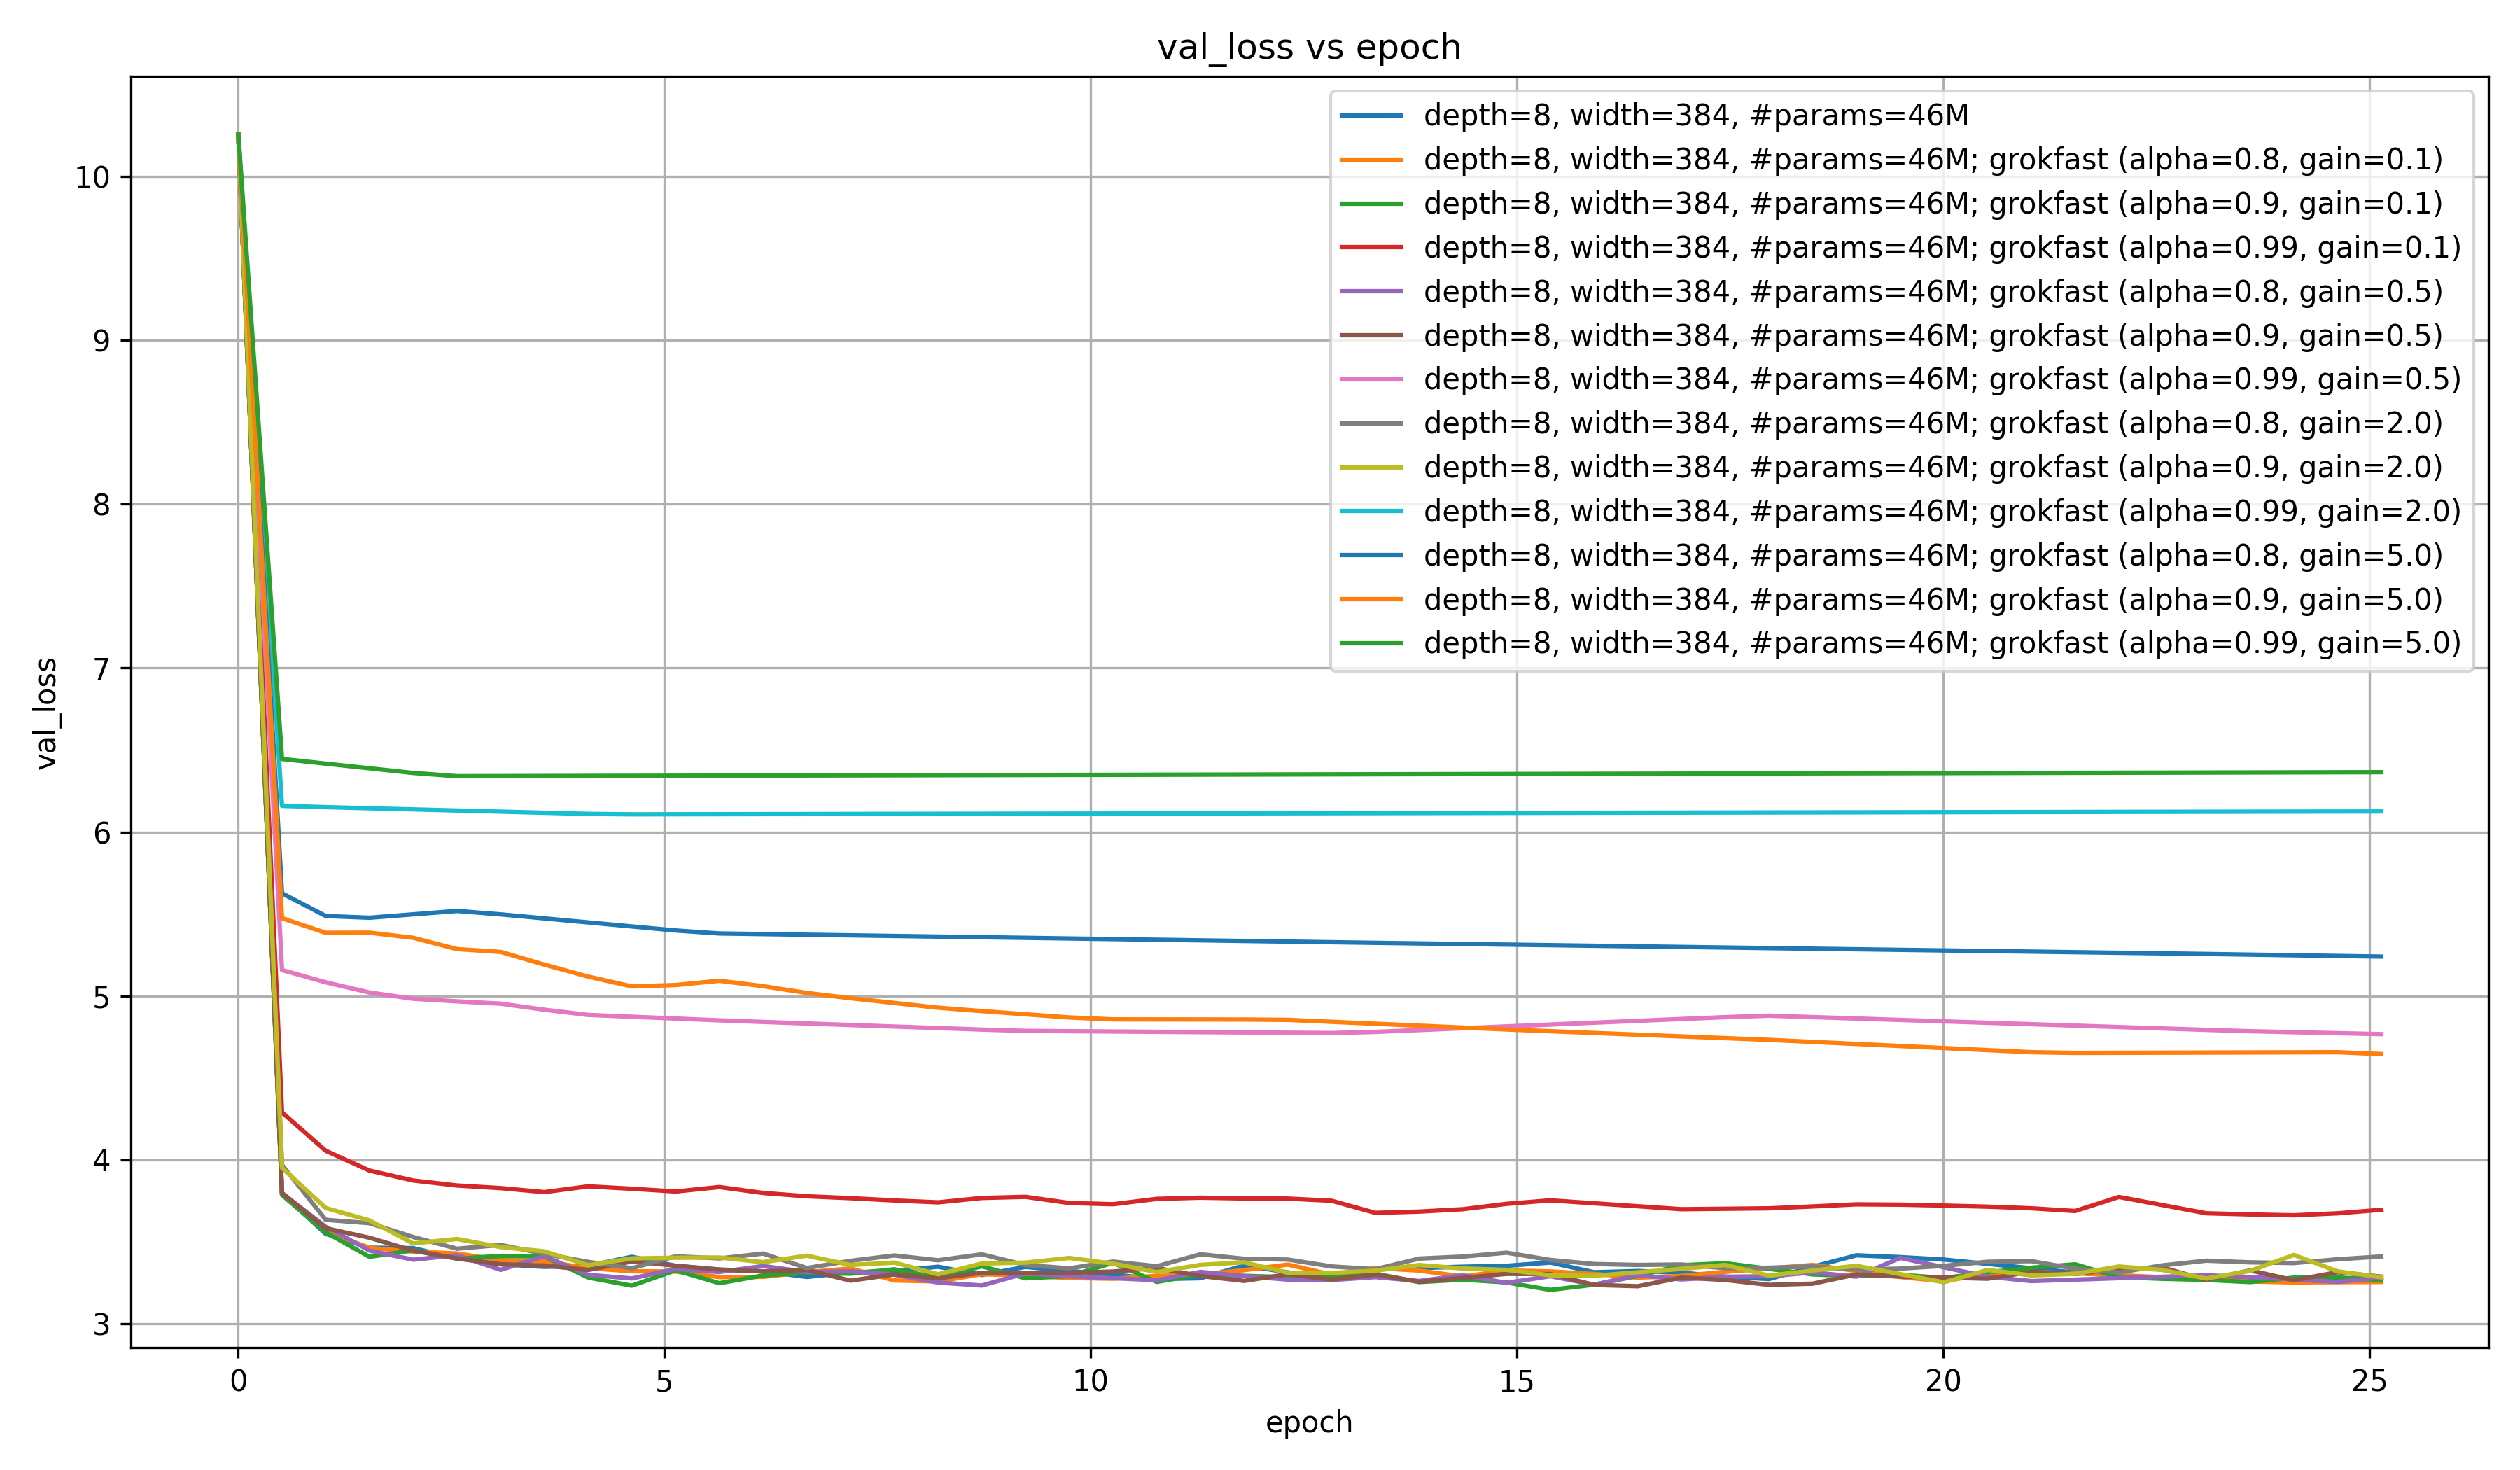 val_loss vs epoch
depth=8, width=384, #params=46M
depth=8, width=384, #params=46M; grokfast (alpha=0.8, gain=0.1)
depth=8, width=384, #params=46M; grokfast (alpha=0.9, gain=0.1)
depth=8, width=384, #params=46M; grokfast (alpha=0.99, gain=0.1)
depth=8, width=384, #params=46M; grokfast (alpha=0.8, gain=0.5)
depth=8, width=384, #params=46M; grokfast (alpha=0.9, gain=0.5)
depth=8, width=384, #params=46M; grokfast (alpha=0.99, gain=0.5)
depth=8, width=384, #params=46M; grokfast (alpha=0.8, gain=2.0)
depth=8, width=384, #params=46M; grokfast (alpha=0.9, gain=2.0)
depth=8, width=384, #params=46M; grokfast (alpha=0.99, gain=2.0)
depth=8, width=384, #params=46M; grokfast (alpha=0.8, gain=5.0)
depth=8, width=384, #params=46M; grokfast (alpha=0.9, gain=5.0)
depth=8, width=384, #params=46M; grokfast (alpha=0.99, gain=5.0)
val_loss
10
9
8
7
6
5
4
3
0 5 10 15 20 25
epoch